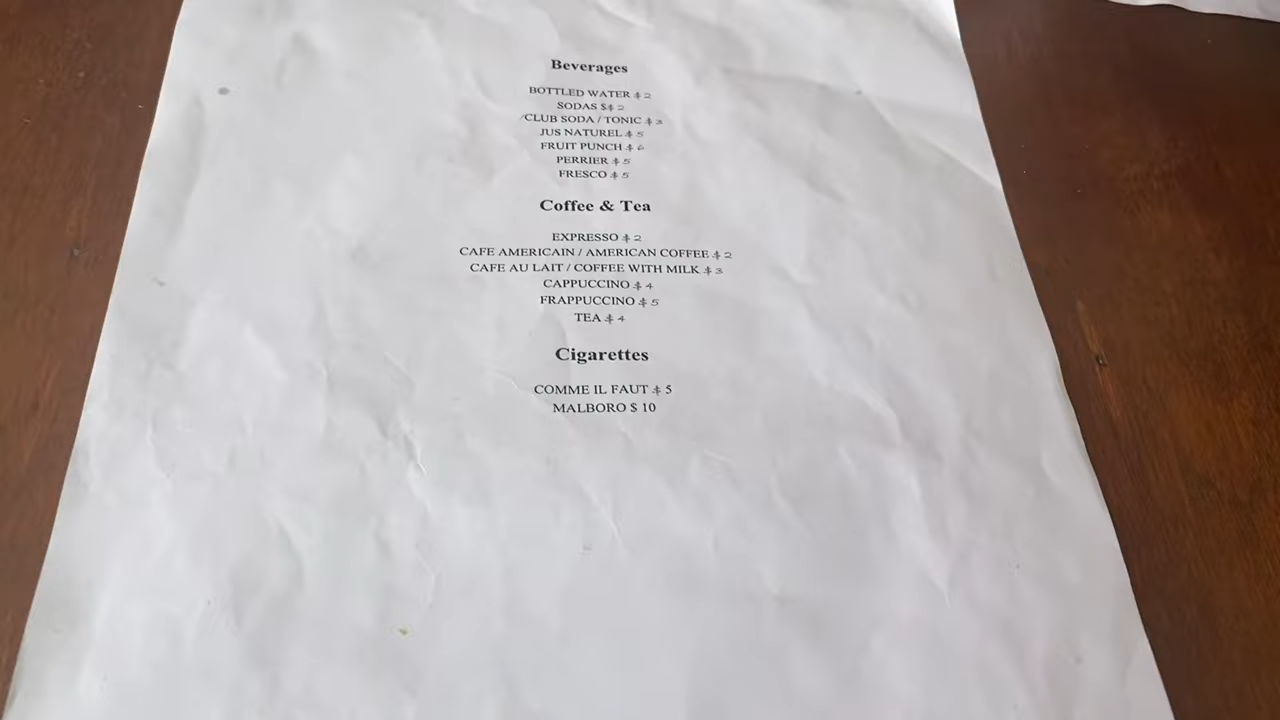 Beverages
BOTTLED WATER $ 2
SODAS $$ 2
CLUB SODA / TONIC $ 3
JUS NATUREL $ 5
FRUIT PUNCH $ 6
PERRIER $ 5
FRESCO $ 5
Coffee & Tea
EXPRESSO $ 2
CAFE AMERICAIN / AMERICAN COFFEE $ 2
CAFE AU LAIT / COFFEE WITH MILK $ 3
CAPPUCCINO $ 4
FRAPPUCCINO $ 5
TEA $ 4
Cigarettes
COMME IL FAUT $ 5
MALBORO $ 10